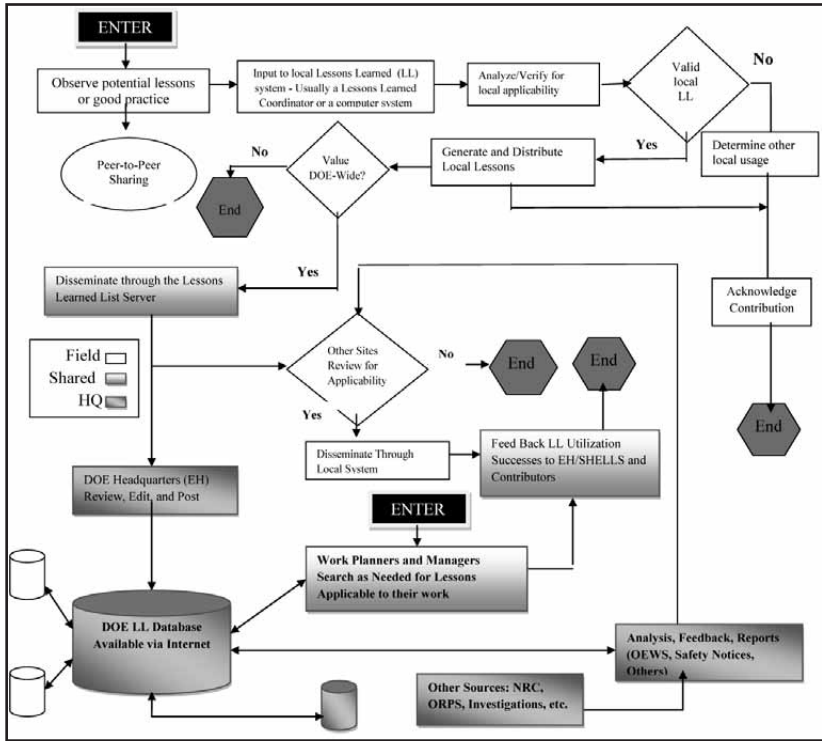 ENTER
Observe potential lessons
or good practice
Input to local Lessons Learned (LL)
system - Usually a Lessons Learned
Coordinator or a computer system
Analyze/Verify for
local applicability
Valid
local
LL
No
Yes
Peer-to-Peer
Sharing
No
End
Value
DOE-Wide?
Generate and Distribute
Local Lessons
Determine other
local usage
Yes
Disseminate through the Lessons
Learned List Server
Acknowledge
Contribution
Field
Shared
HQ
Other Sites
Review for
Applicability
No
End
End
End
Yes
Disseminate Through
Local System
Feed Back LL Utilization
Successes to EH/SHELLS and
Contributors
DOE Headquarters (EH)
Review, Edit, and Post
ENTER
Work Planners and Managers
Search as Needed for Lessons
Applicable to their work
DOE LL Database
Available via Internet
Analysis, Feedback, Reports
(OEWS, Safety Notices,
Others)
Other Sources: NRC,
ORPS, Investigations, etc.